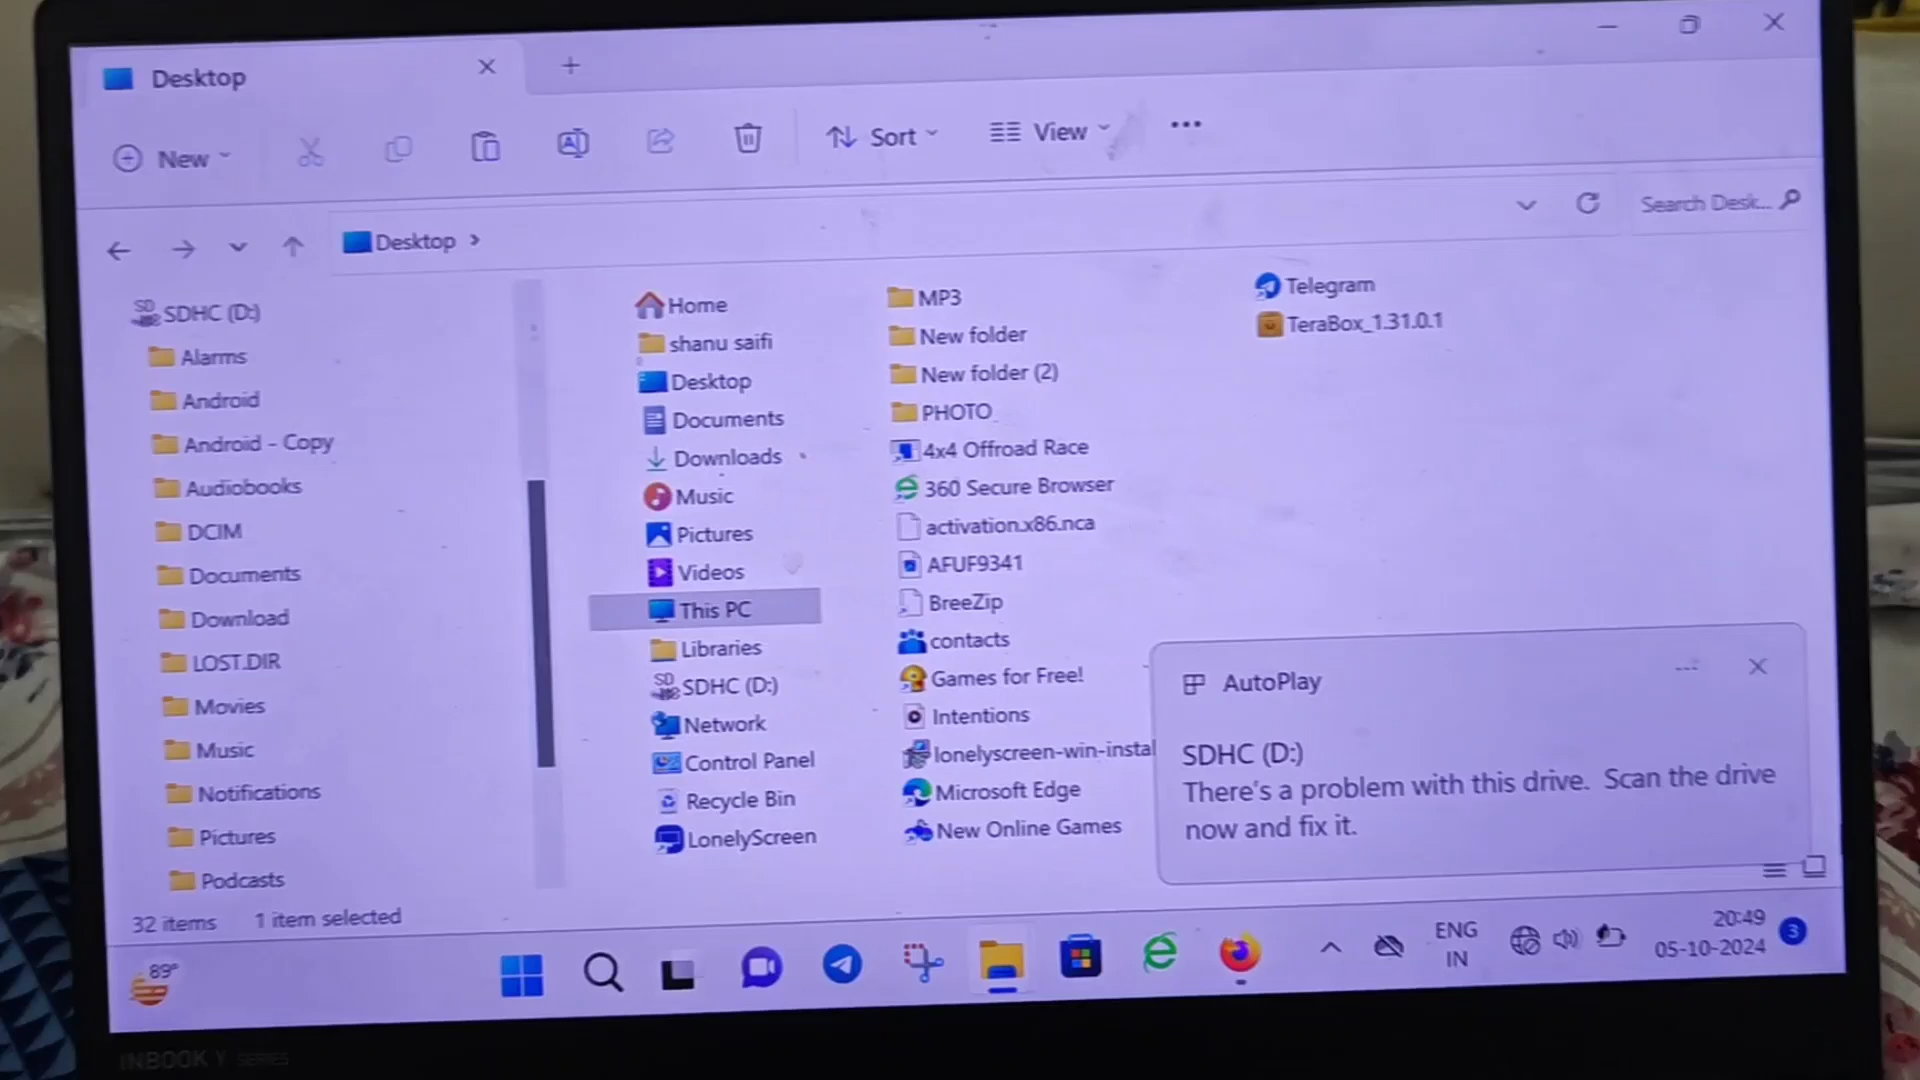 Desktop
New
Sort
View
Desktop
Search Desk...
SDHC (D:)
Alarms
Android
Android - Copy
Audiobooks
DCIM
Documents
Download
LOST.DIR
Movies
Music
Notifications
Pictures
Podcasts
Home
shanu saifi
Desktop
Documents
Downloads
Music
Pictures
Videos
This PC
Libraries
SDHC (D:)
Network
Control Panel
Recycle Bin
LonelyScreen
MP3
New folder
New folder (2)
PHOTO
4x4 Offroad Race
360 Secure Browser
activation.x86.nca
AFUF9341
BreeZip
contacts
Games for Free!
Intentions
lonelyscreen-win-instal
Microsoft Edge
New Online Games
Telegram
TeraBox_1.31.0.1
AutoPlay
SDHC (D:)
There's a problem with this drive. Scan the drive
now and fix it.
32 items 1 item selected
89°
ENG
IN
20:49
05-10-2024
3
INBOOK Y SERIES